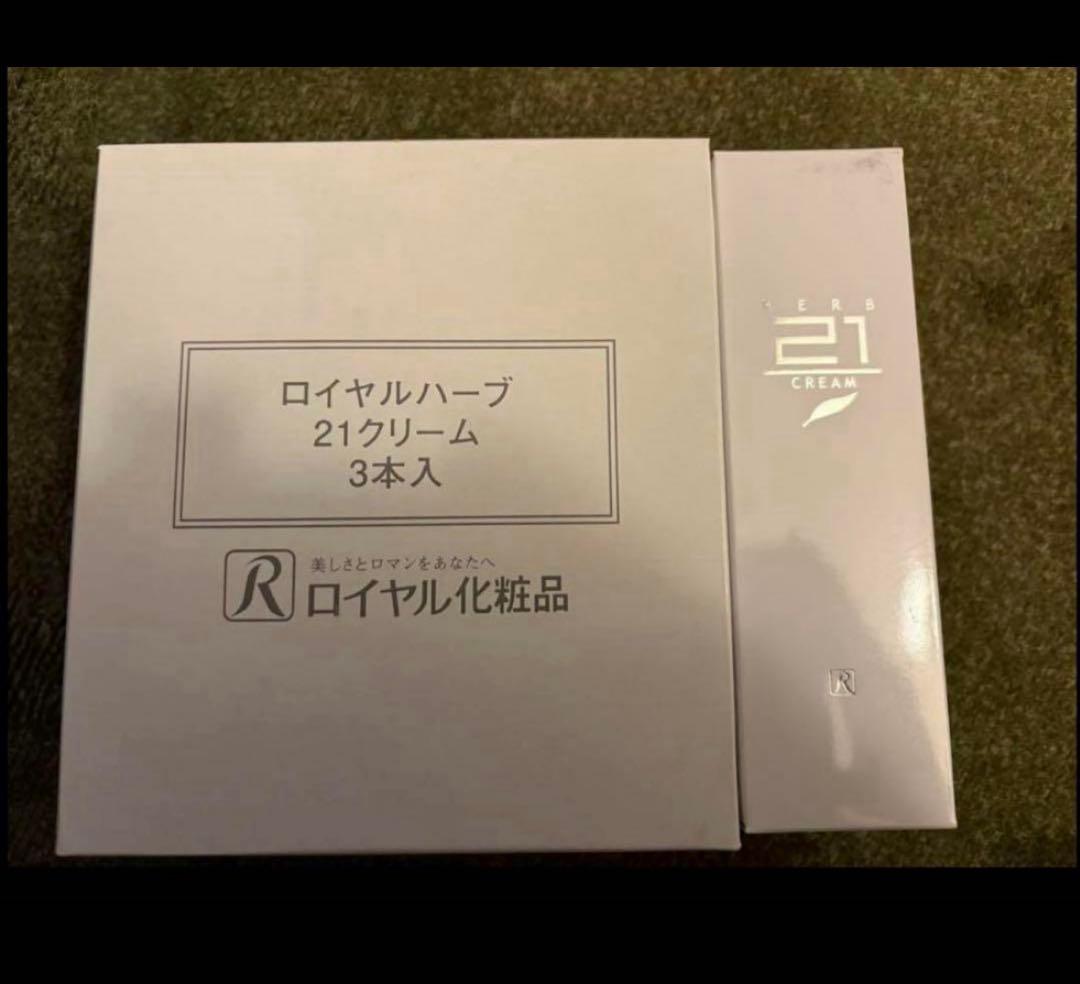 ロイヤルハーブ
21クリーム
3本入
R
美しさとロマンをあなたへ
ロイヤル化粧品
HERB
21
CREAM
R